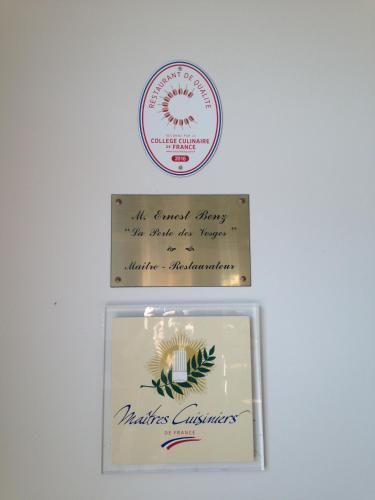 RESTAURANT DE QUALITÉ
RECONNU PAR LE
COLLEGE CULINAIRE
DE FRANCE
2016
M. Ernest Benz
"La Porte des Vosges"
Maître - Restaurateur
Maîtres Cuisiniers
DE FRANCE